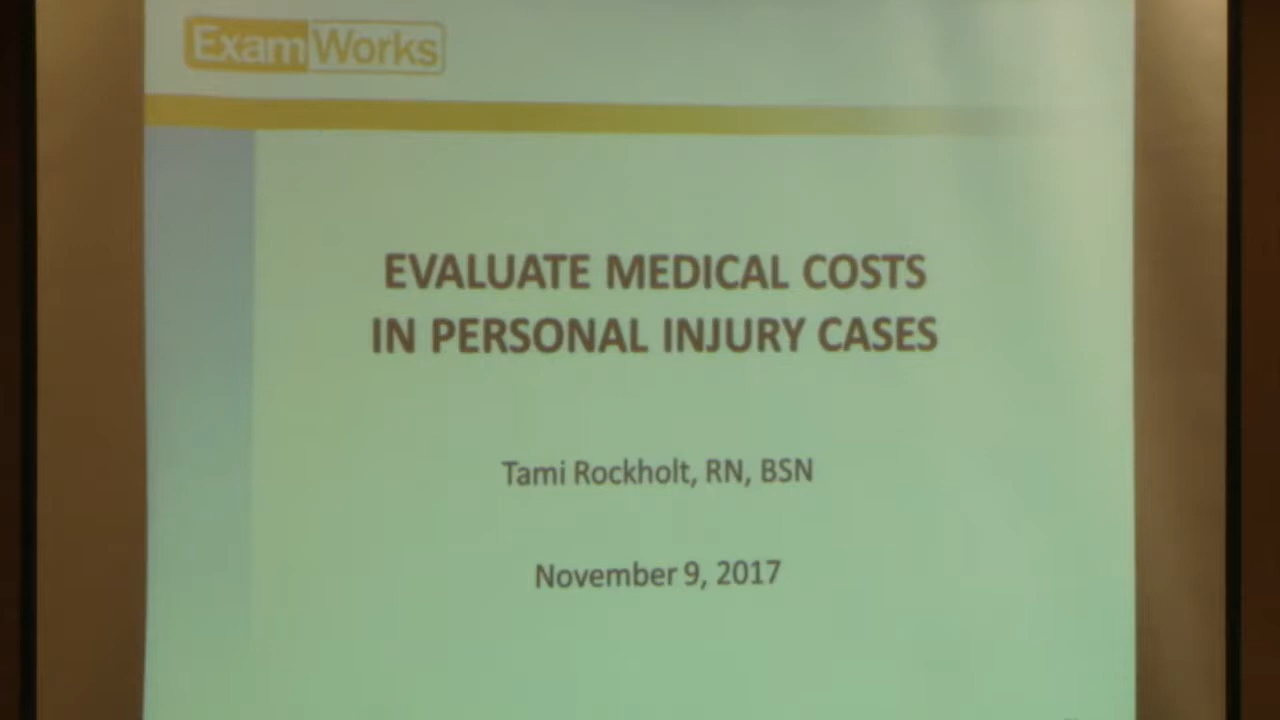 ExamWorks
EVALUATE MEDICAL COSTS
IN PERSONAL INJURY CASES
Tami Rockholt, RN, BSN
November 9, 2017